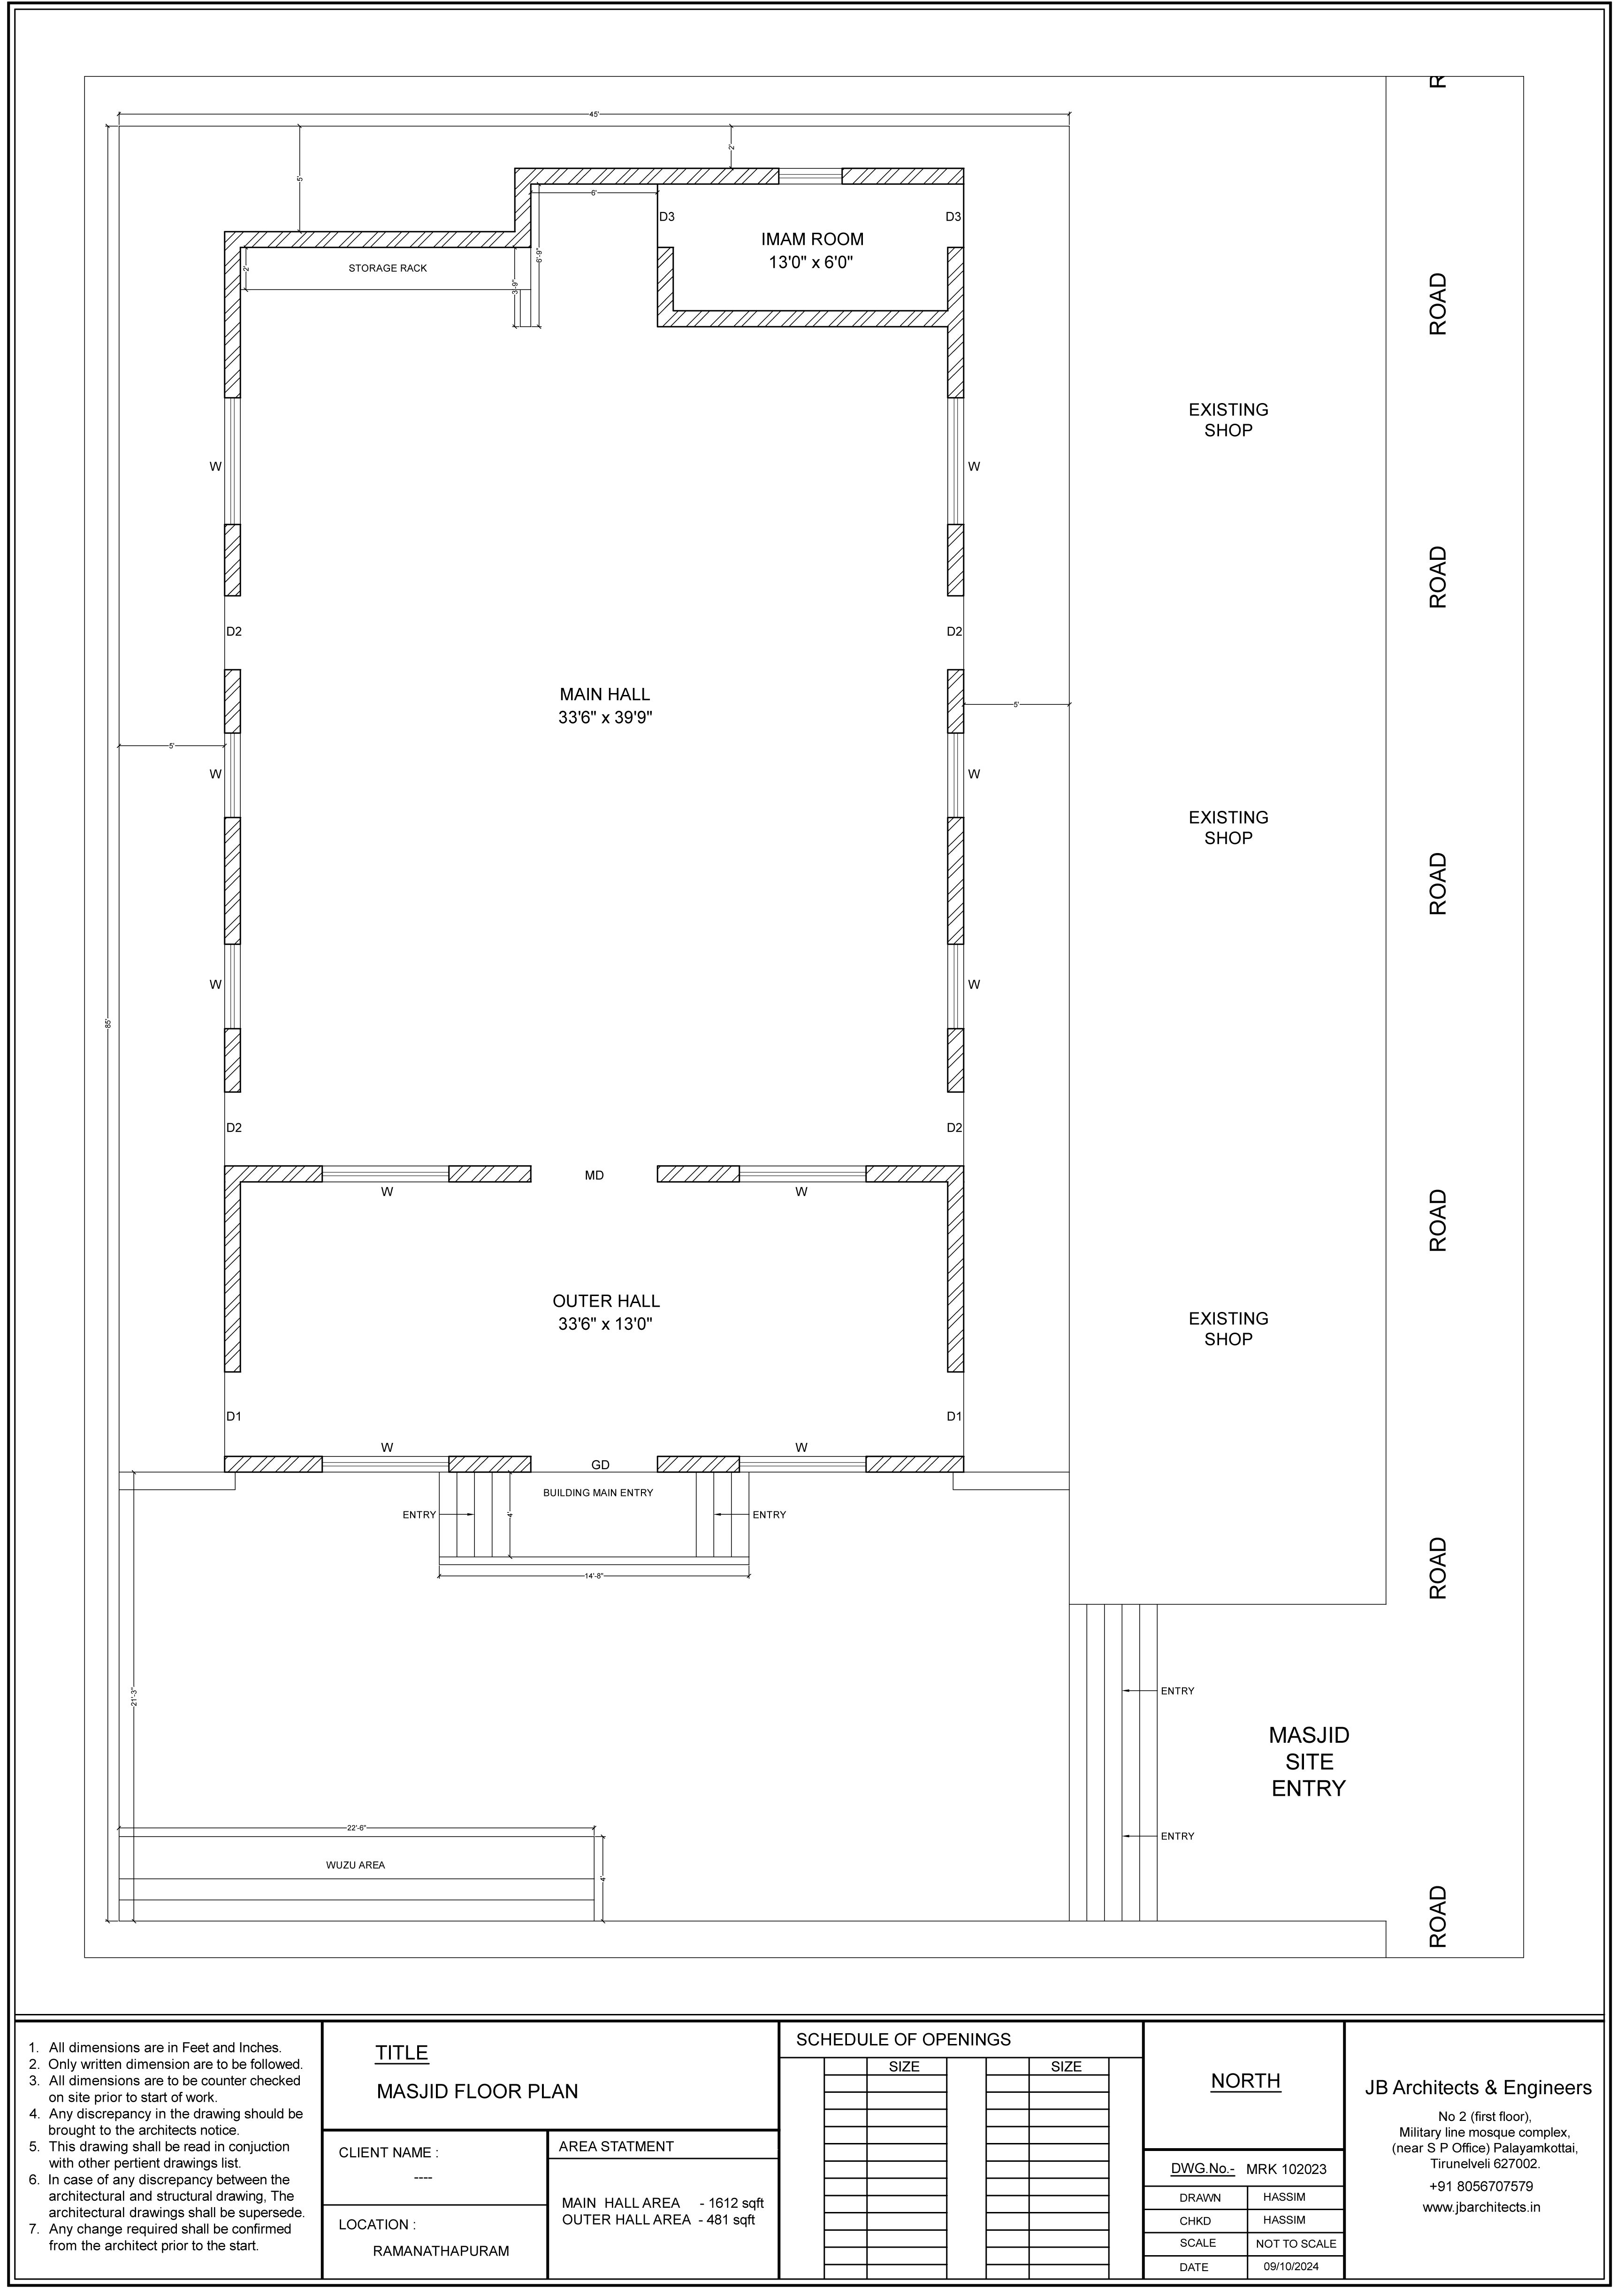 R
45'
5'
2'
6'
D3
D3
IMAM ROOM
13'0" x 6'0"
STORAGE RACK
2'
3'-9"
6'-9"
ROAD
EXISTING
SHOP
W
W
ROAD
D2
D2
MAIN HALL
33'6" x 39'9"
5'
5'
W
W
EXISTING
SHOP
ROAD
W
W
85'
D2
D2
MD
W
W
ROAD
OUTER HALL
33'6" x 13'0"
EXISTING
SHOP
D1
D1
W
W
GD
BUILDING MAIN ENTRY
ENTRY
4'
ENTRY
14'-8"
ROAD
21'-3"
ENTRY
MASJID
SITE
ENTRY
22'-6"
ENTRY
WUZU AREA
4'
ROAD
1. All dimensions are in Feet and Inches.
2. Only written dimension are to be followed.
3. All dimensions are to be counter checked
on site prior to start of work.
4. Any discrepancy in the drawing should be
brought to the architects notice.
5. This drawing shall be read in conjuction
with other pertient drawings list.
6. In case of any discrepancy between the
architectural and structural drawing, The
architectural drawings shall be supersede.
7. Any change required shall be confirmed
from the architect prior to the start.
TITLE
MASJID FLOOR PLAN
CLIENT NAME :
----
LOCATION :
RAMANATHAPURAM
AREA STATMENT
MAIN HALL AREA - 1612 sqft
OUTER HALL AREA - 481 sqft
SCHEDULE OF OPENINGS
SIZE SIZE
NORTH
DWG.No.- MRK 102023
DRAWN HASSIM
CHKD HASSIM
SCALE NOT TO SCALE
DATE 09/10/2024
JB Architects & Engineers
No 2 (first floor),
Military line mosque complex,
(near S P Office) Palayamkottai,
Tirunelveli 627002.
+91 8056707579
www.jbarchitects.in